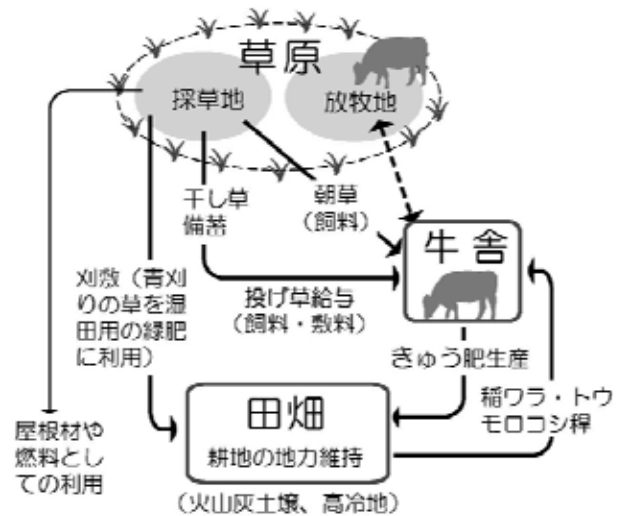 草原
採草地
放牧地
干し草
備蓄
朝草
(飼料)
牛舎
刈敷(青刈
りの草を湿
田用の緑肥
に利用)
投げ草給与
(飼料・敷料)
きゅう肥生産
稲ワラ・トウ
モロコシ稈
田畑
耕地の地力維持
屋根材や
燃料とし
ての利用
(火山灰土壌、高冷地)